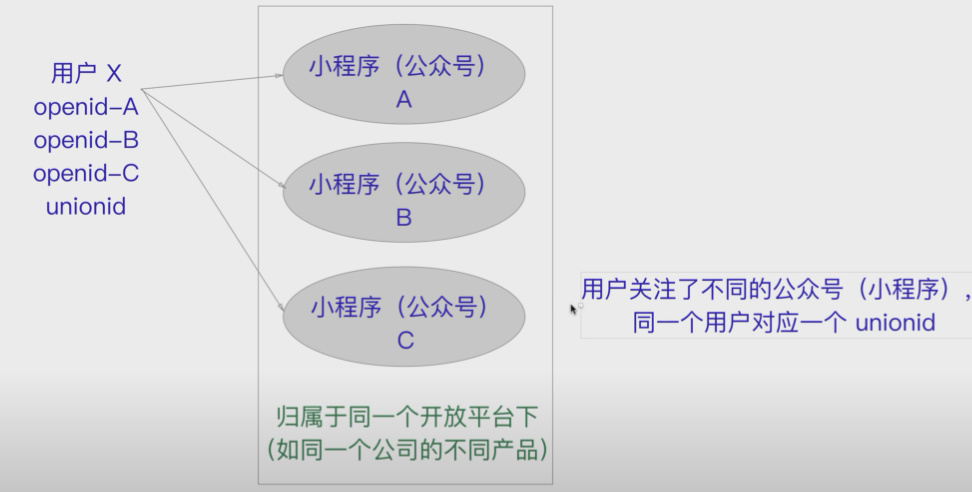 用户 X
openid-A
openid-B
openid-C
unionid
小程序（公众号）
A
小程序（公众号）
B
小程序（公众号）
C
归属于同一个开放平台下
（如同一个公司的不同产品）
用户关注了不同的公众号（小程序），
同一个用户对应一个 unionid